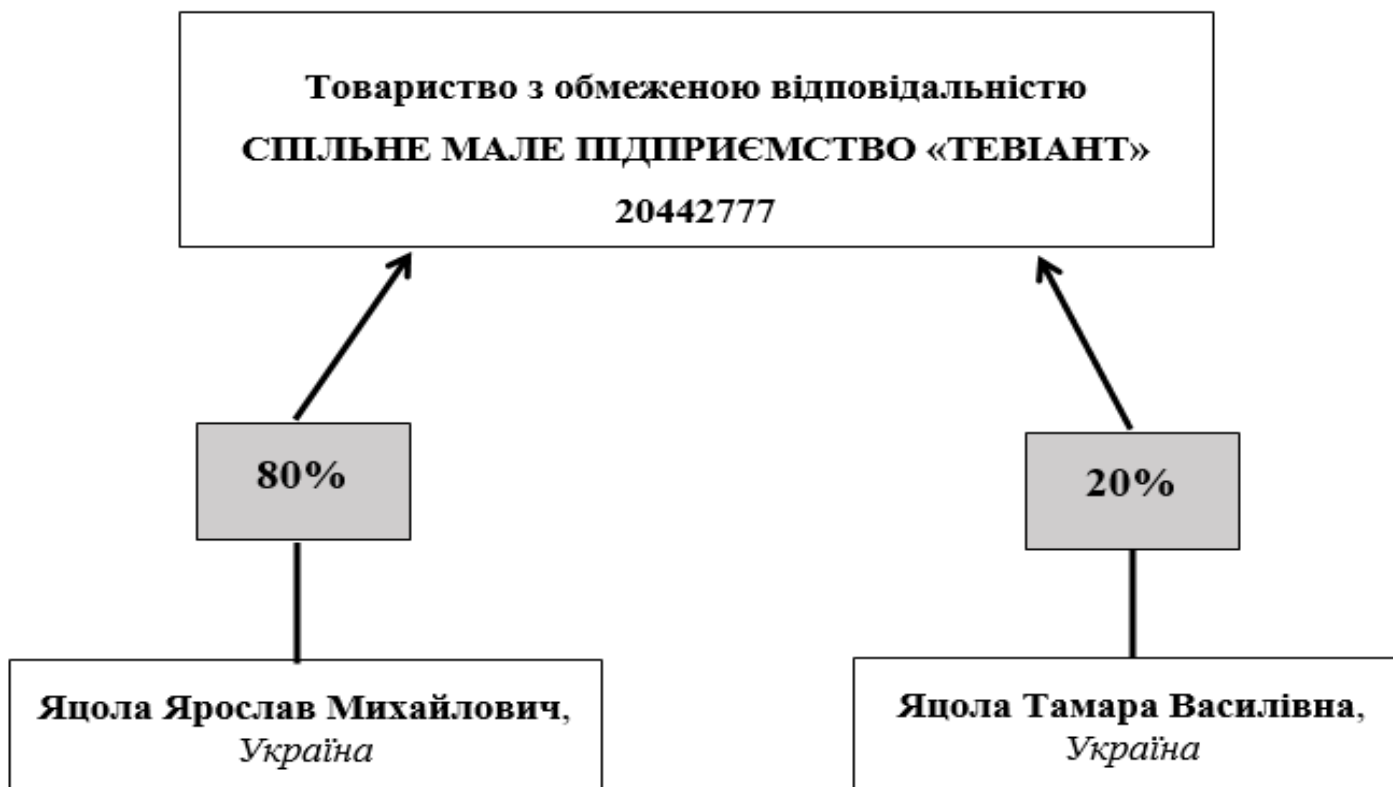 Товариство з обмеженою відповідальністю
СПІЛЬНЕ МАЛЕ ПІДПРИЄМСТВО «ТЕВІАНТ»
20442777
80%
20%
Яцола Ярослав Михайлович,
Україна
Яцола Тамара Василівна,
Україна